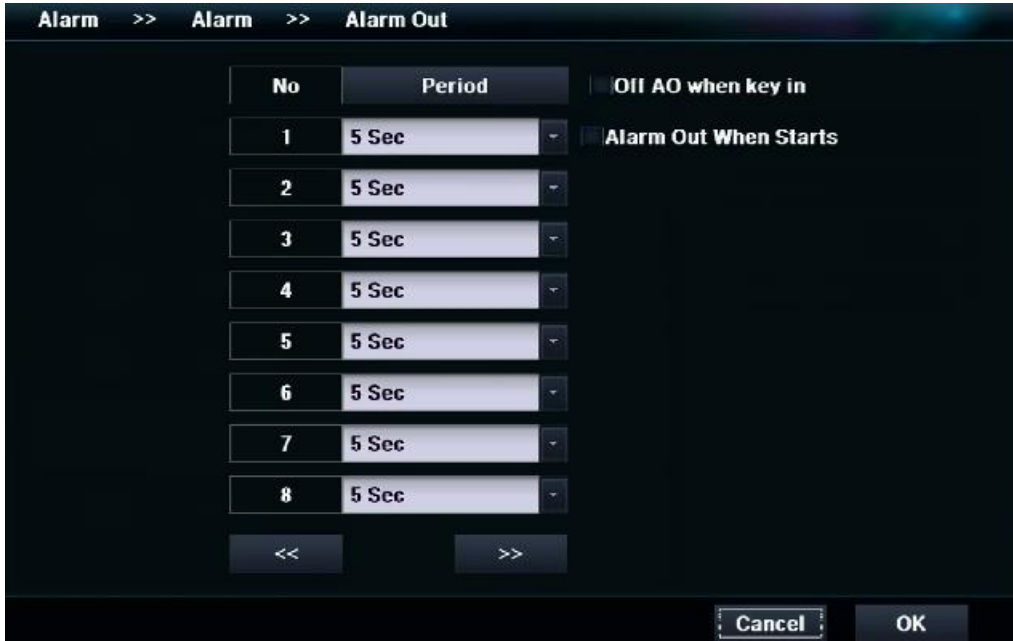 Alarm >> Alarm >> Alarm Out
No Period Off AO when key in
1 5 Sec Alarm Out When Starts
2 5 Sec
3 5 Sec
4 5 Sec
5 5 Sec
6 5 Sec
7 5 Sec
8 5 Sec
<< >>
Cancel OK